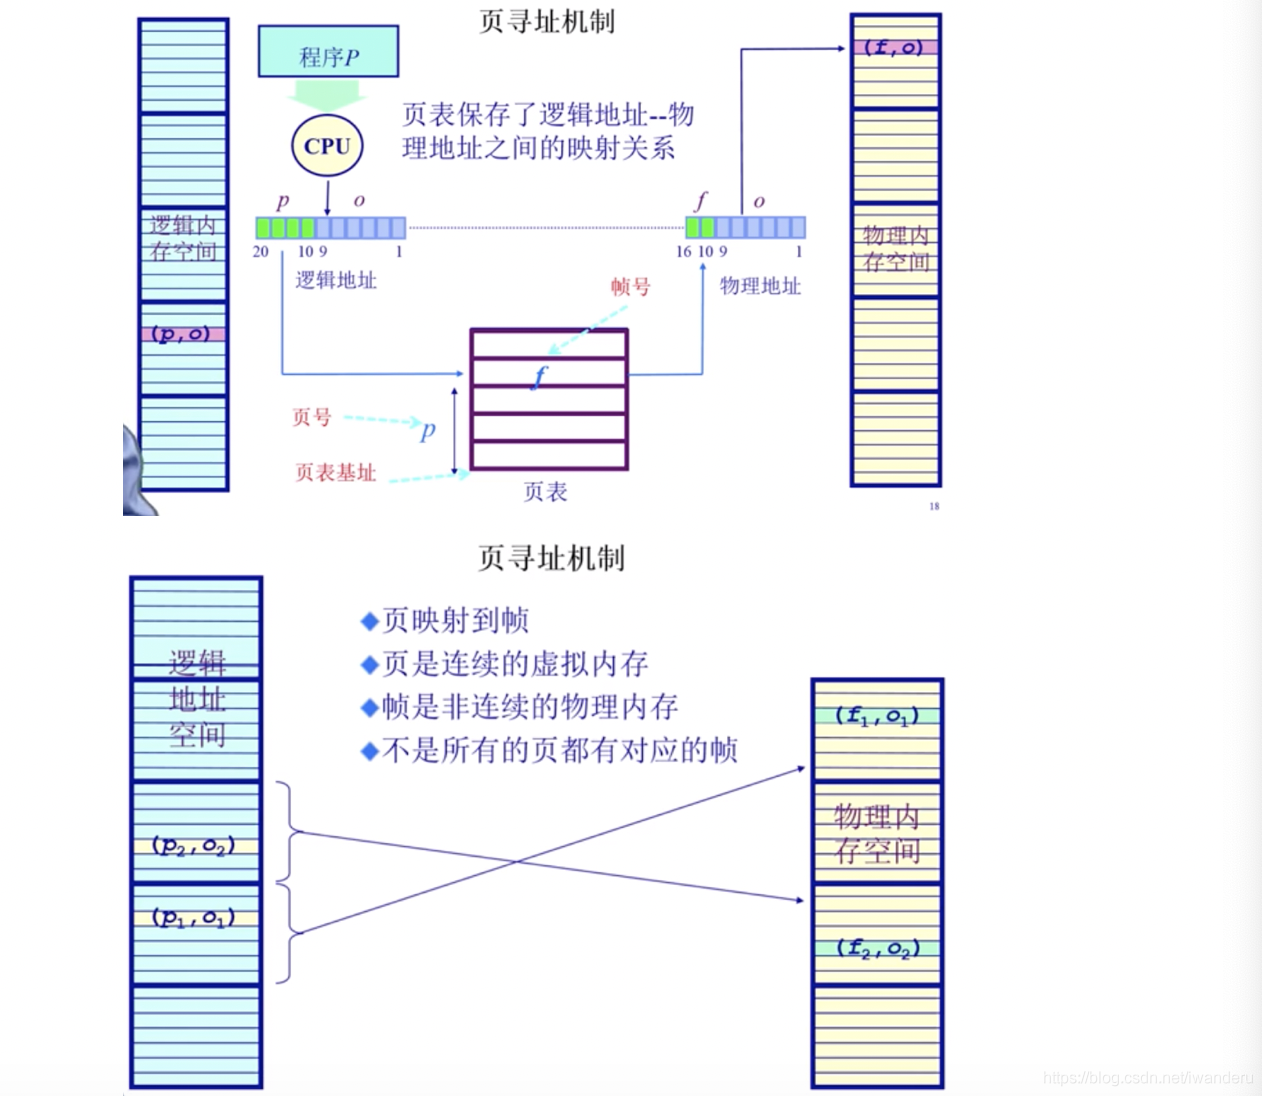 页寻址机制
程序P
CPU
页表保存了逻辑地址--物
理地址之间的映射关系
(f,o)
p o
f o
逻辑内
存空间
20 10 9 1
16 10 9 1
逻辑地址
物理地址
物理内
存空间
帧号
(p,o)
f
页号
p
页表基址
页表
18
页寻址机制
页映射到帧
页是连续的虚拟内存
帧是非连续的物理内存
不是所有的页都有对应的帧
逻辑
地址
空间
(f1,o1)
物理内
存空间
(p2,o2)
(p1,o1)
(f2,o2)
https://blog.csdn.net/iwanderu